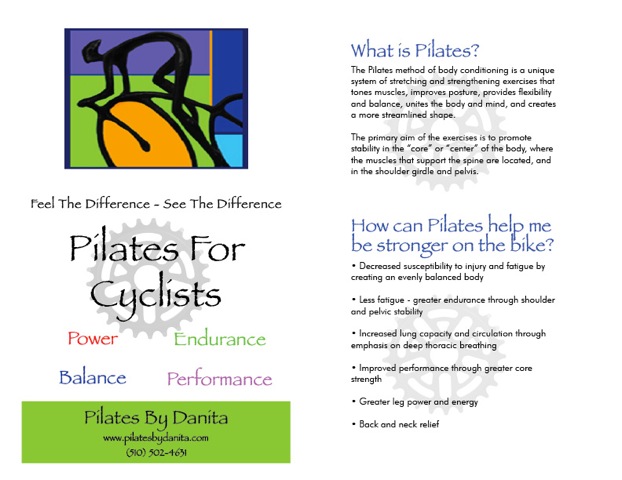 Feel The Difference - See The Difference
Pilates For
Cyclists
Power
Endurance
Balance
Performance
Pilates By Danita
www.pilatesbydanita.com
(510) 502-4631
What is Pilates?
The Pilates method of body conditioning is a unique
system of stretching and strengthening exercises that
tones muscles, improves posture, provides flexibility
and balance, unites the body and mind, and creates
a more streamlined shape.
The primary aim of the exercises is to promote
stability in the “core” or “center” of the body, where
the muscles that support the spine are located, and
in the shoulder girdle and pelvis.
How can Pilates help me
be stronger on the bike?
• Decreased susceptibility to injury and fatigue by
creating an evenly balanced body
• Less fatigue - greater endurance through shoulder
and pelvic stability
• Increased lung capacity and circulation through
emphasis on deep thoracic breathing
• Improved performance through greater core
strength
• Greater leg power and energy
• Back and neck relief